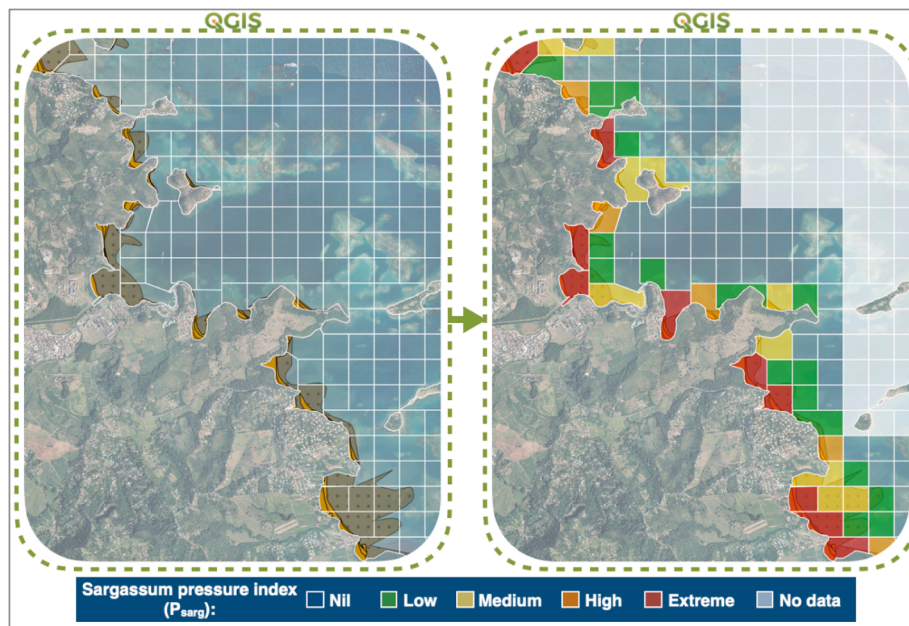 QGIS QGIS
Sargassum pressure index
(Psarg): Nil Low Medium High Extreme No data